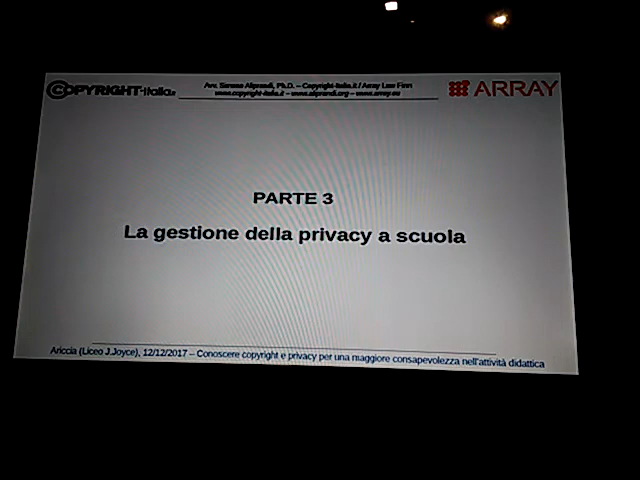 COPYRIGHT-Italia.it
Avv. Simone Aliprandi, Ph.D. – Copyright-Italia.it / Array Law Firm
www.copyright-italia.it – www.aliprandi.org – www.array.eu
ARRAY
PARTE 3
La gestione della privacy a scuola
Ariccia (Liceo J.Joyce), 12/12/2017 – Conoscere copyright e privacy per una maggiore consapevolezza nell'attività didattica